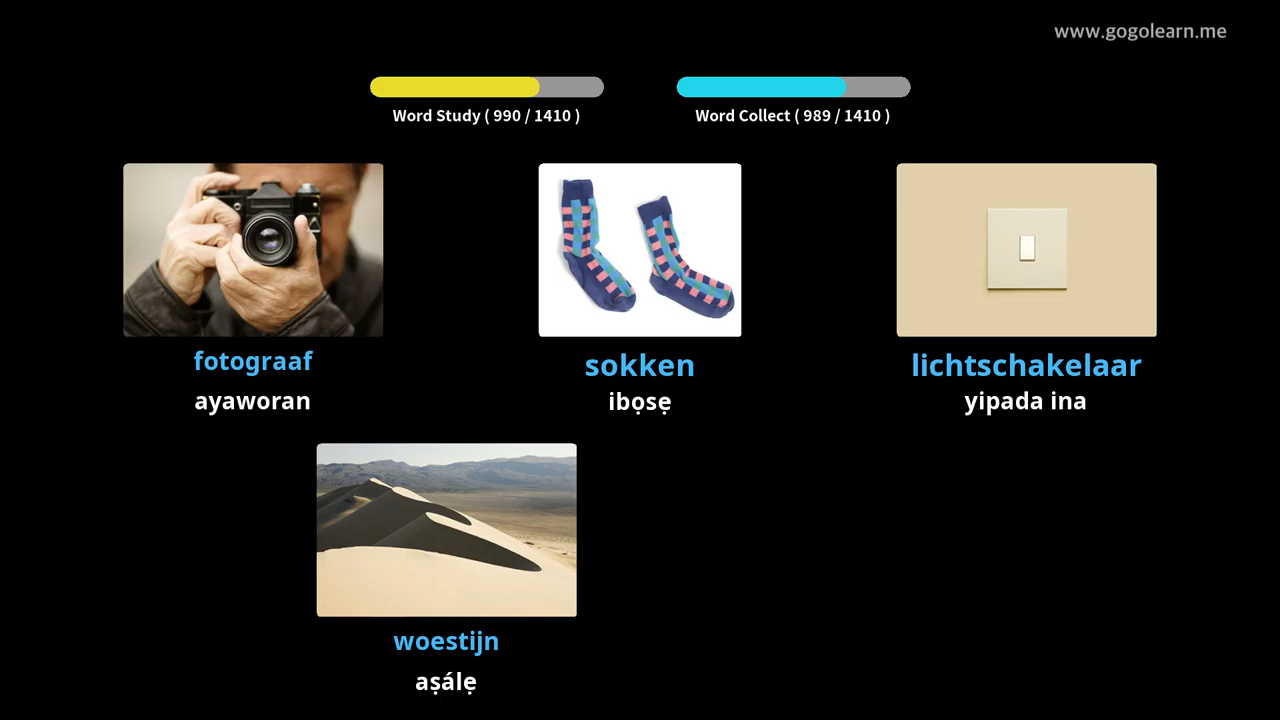 www.gogolearn.me
Word Study ( 990 / 1410 )
Word Collect ( 989 / 1410 )
fotograaf
ayaworan
sokken
ibọsẹ
lichtschakelaar
yipada ina
woestijn
aṣálẹ